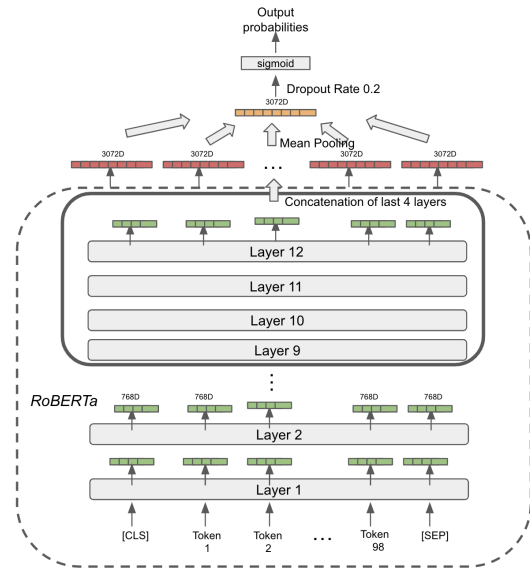 Output
probabilities
sigmoid
Dropout Rate 0.2
3072D
Mean Pooling
3072D 3072D 3072D 3072D
...
Concatenation of last 4 layers
Layer 12
Layer 11
Layer 10
Layer 9
...
RoBERTa
768D 768D 768D 768D
Layer 2
Layer 1
[CLS] Token 1 Token 2 ... Token 98 [SEP]